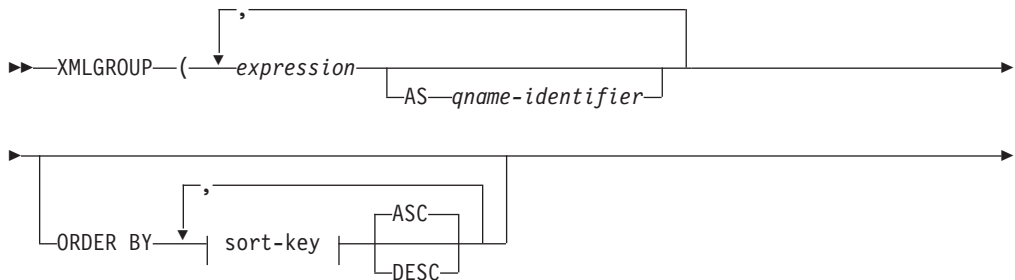 ,
XMLGROUP ( expression
AS qname-identifier
,
ASC
ORDER BY sort-key
DESC